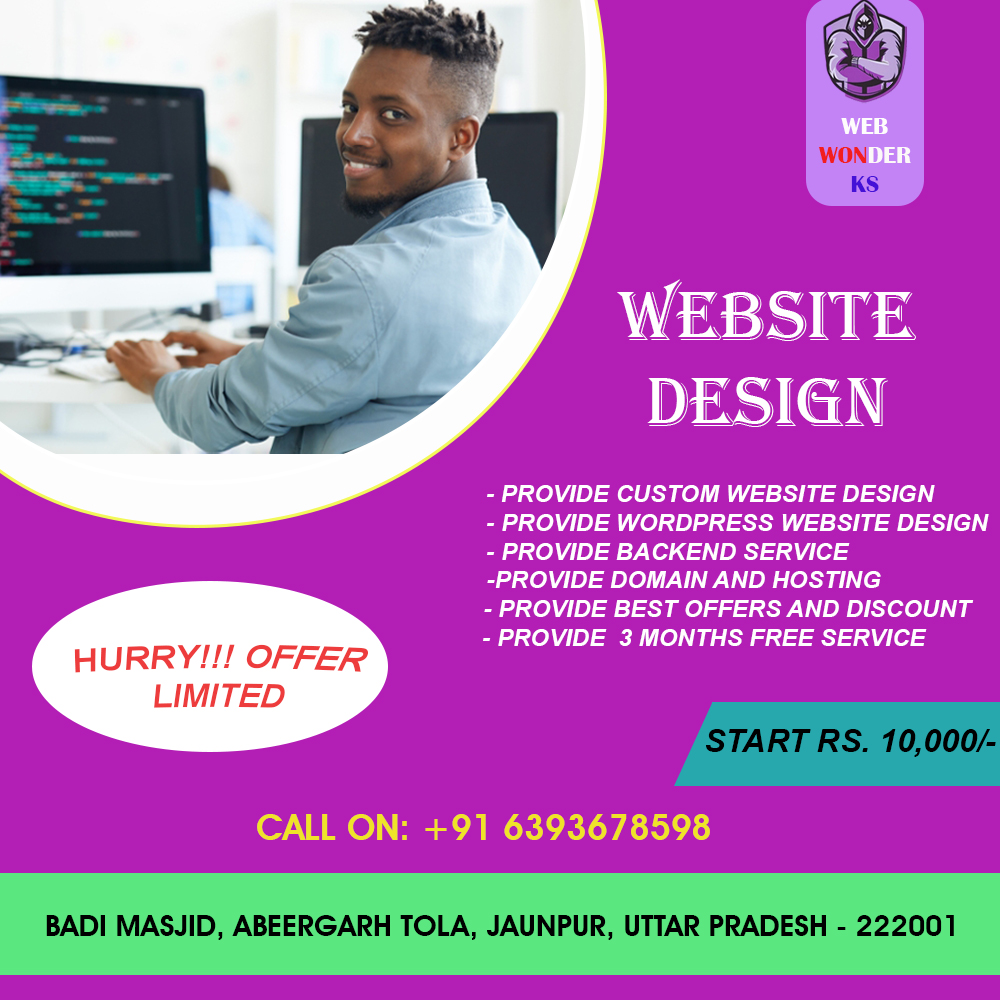 WEB
WONDER
KS
WEBSITE
DESIGN
- PROVIDE CUSTOM WEBSITE DESIGN
- PROVIDE WORDPRESS WEBSITE DESIGN
- PROVIDE BACKEND SERVICE
-PROVIDE DOMAIN AND HOSTING
- PROVIDE BEST OFFERS AND DISCOUNT
- PROVIDE 3 MONTHS FREE SERVICE
HURRY!!! OFFER
LIMITED
START RS. 10,000/-
CALL ON: +91 6393678598
BADI MASJID, ABEERGARH TOLA, JAUNPUR, UTTAR PRADESH - 222001